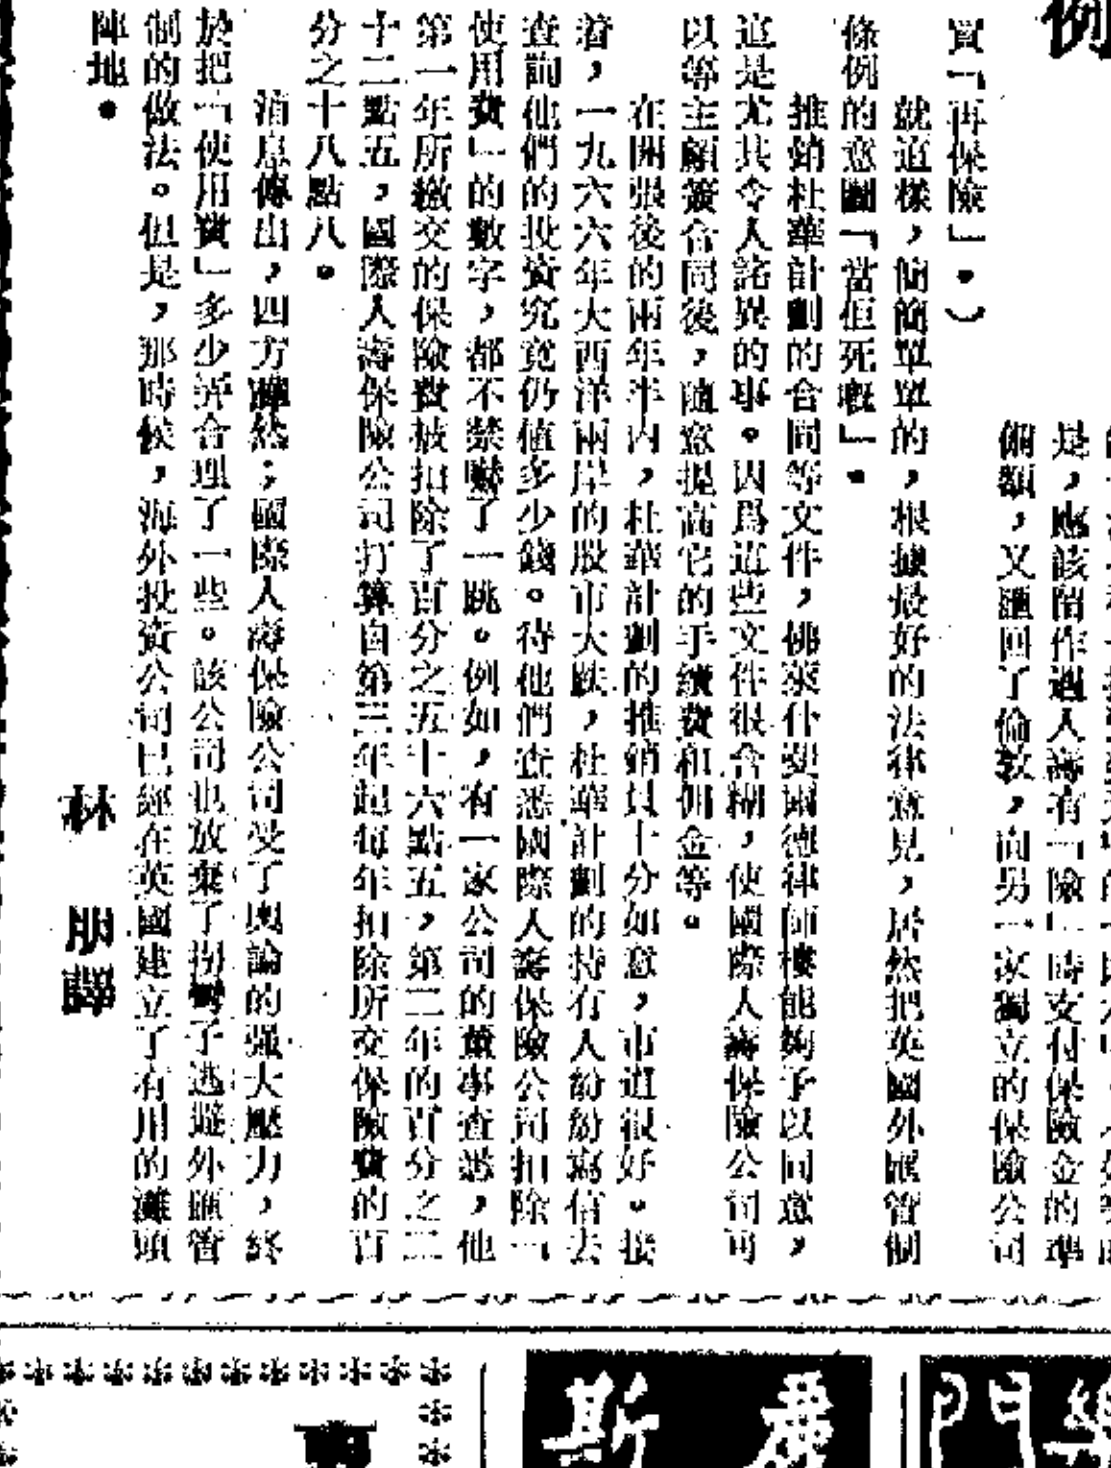 例
是，應該留作遇人壽有「險」時支付保險金的準
備額，又匯回了倫敦，向另一家獨立的保險公司
買「再保險」。）
就這樣，簡簡單單的，根據最好的法律意見，居然把英國外匯管制
條例的意圖「當佢死嘅」。
推銷杜華計劃的合同等文件，佛萊什曼爾德律師樓能夠予以同意，
這是尤其令人詫異的事。因爲這些文件很含糊，使國際人壽保險公司可
以等主顧簽合同後，隨意提高它的手續費和佣金等。
在開張後的兩年半內，杜華計劃的推銷員十分如意，市道很好。接
着，一九六六年大西洋兩岸的股市大跌，杜華計劃的持有人紛紛寫信去
查詢他們的投資究竟仍值多少錢。待他們查悉國際人壽保險公司扣除「
使用費」的數字，都不禁嚇了一跳。例如，有一家公司的董事查悉，他
第一年所繳交的保險費被扣除了百分之五十六點五，第二年的百分之二
十二點五，國際人壽保險公司打算自第三年起每年扣除所交保險費的百
分之十八點八。
消息傳出，四方譁然；國際人壽保險公司受了輿論的強大壓力，終
於把「使用費」多少弄合理了一些。該公司也放棄了拐彎子逃避外匯管
制的做法。但是，那時候，海外投資公司已經在英國建立了有用的灘頭
陣地。
林 朋譯
斯 麗
門 樂